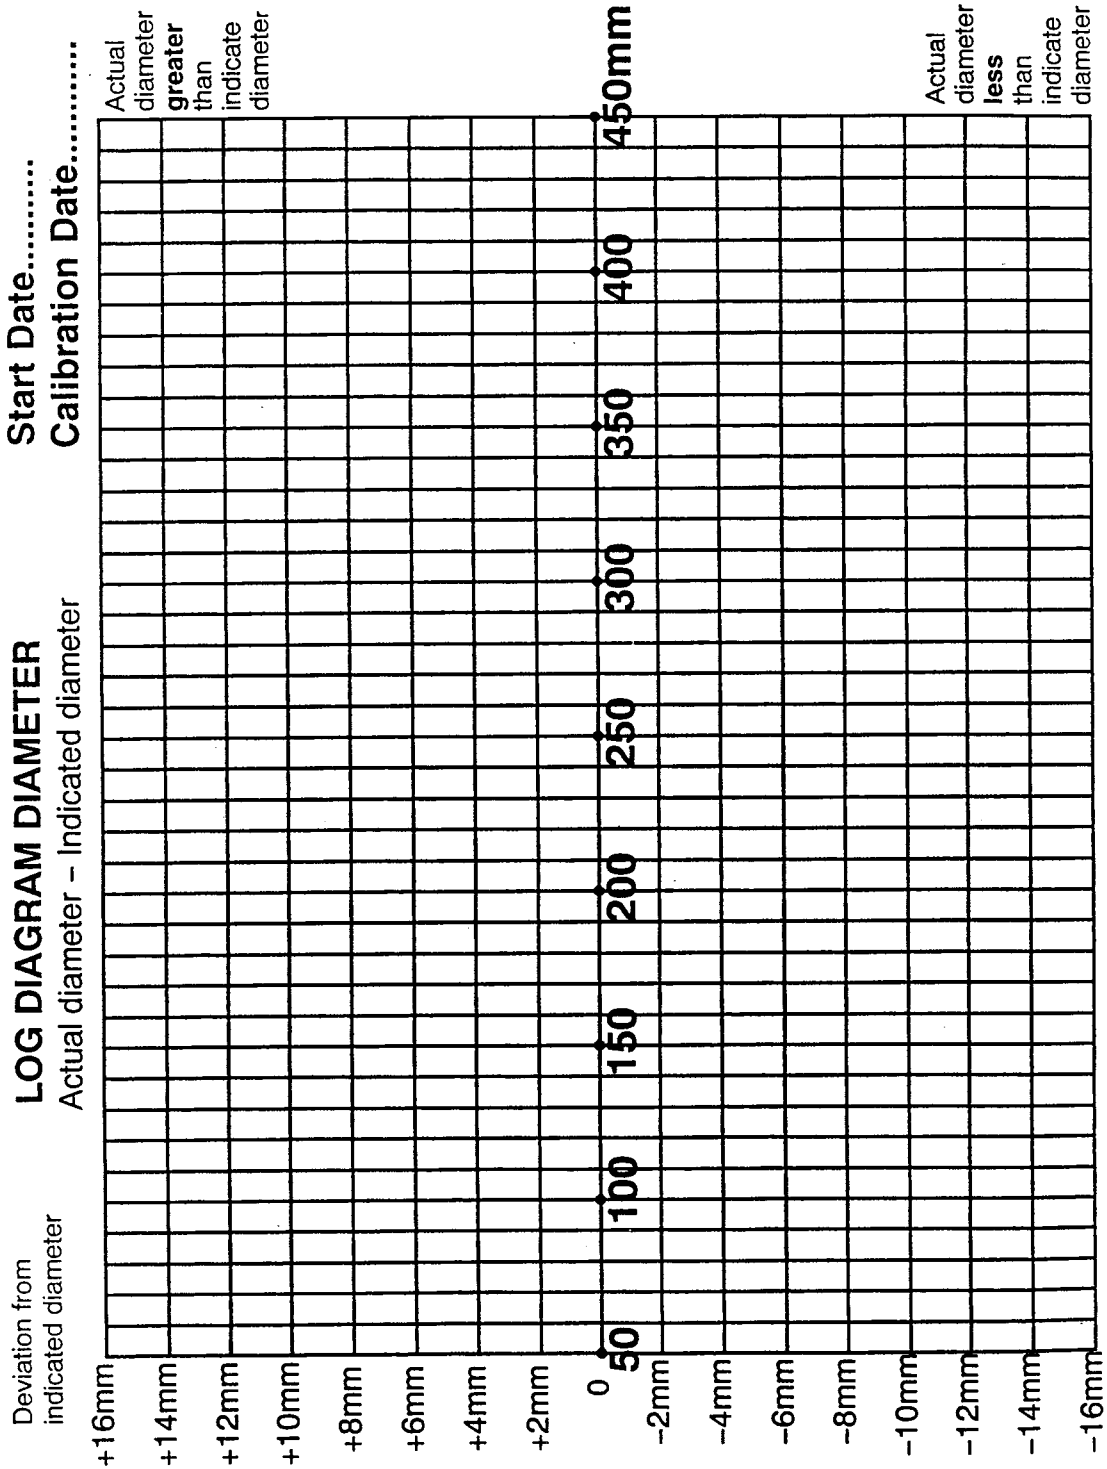 Deviation from
indicated diameter
LOG DIAGRAM DIAMETER
Actual diameter – Indicated diameter
Start Date............
Calibration Date............
+16mm
+14mm
+12mm
+10mm
+8mm
+6mm
+4mm
+2mm
0
-2mm
-4mm
-6mm
-8mm
-10mm
-12mm
-14mm
-16mm
50
100
150
200
250
300
350
400
450mm
Actual
diameter
greater
than
indicate
diameter
Actual
diameter
less
than
indicate
diameter